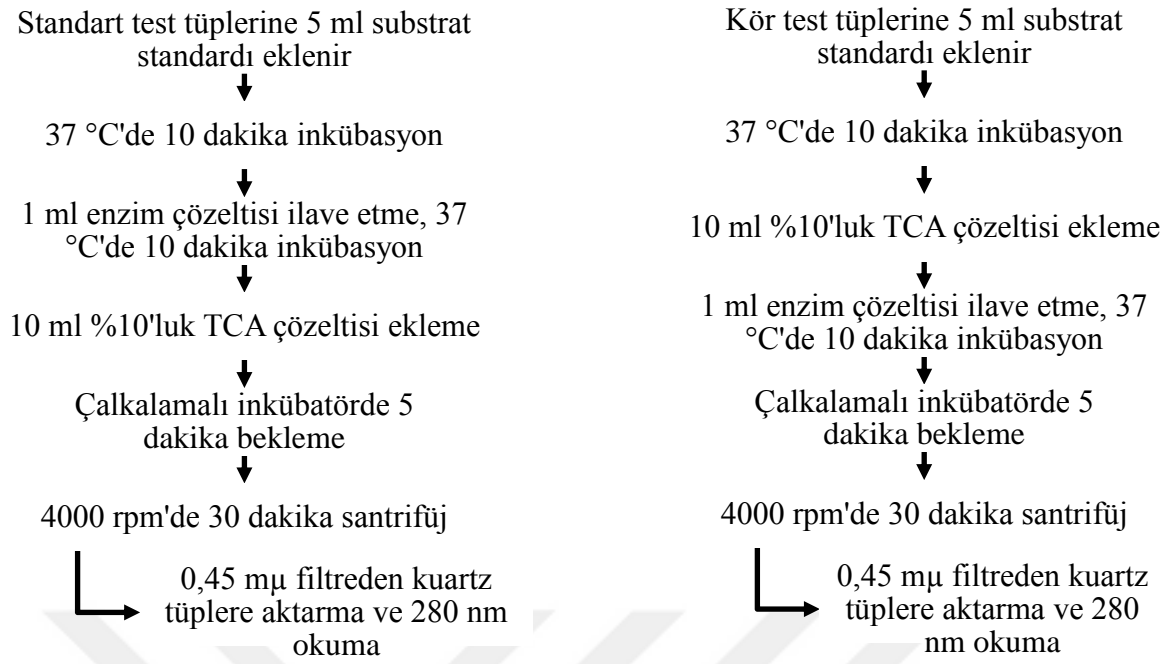 Standart test tüplerine 5 ml substrat
standardı eklenir
37 °C'de 10 dakika inkübasyon
1 ml enzim çözeltisi ilave etme, 37
°C'de 10 dakika inkübasyon
10 ml %10'luk TCA çözeltisi ekleme
Çalkalamalı inkübatörde 5
dakika bekleme
4000 rpm'de 30 dakika santrifüj
0,45 mµ filtreden kuartz
tüplere aktarma ve 280 nm
okuma
Kör test tüplerine 5 ml substrat
standardı eklenir
37 °C'de 10 dakika inkübasyon
10 ml %10'luk TCA çözeltisi ekleme
1 ml enzim çözeltisi ilave etme, 37
°C'de 10 dakika inkübasyon
Çalkalamalı inkübatörde 5
dakika bekleme
4000 rpm'de 30 dakika santrifüj
0,45 mµ filtreden kuartz
tüplere aktarma ve 280
nm okuma